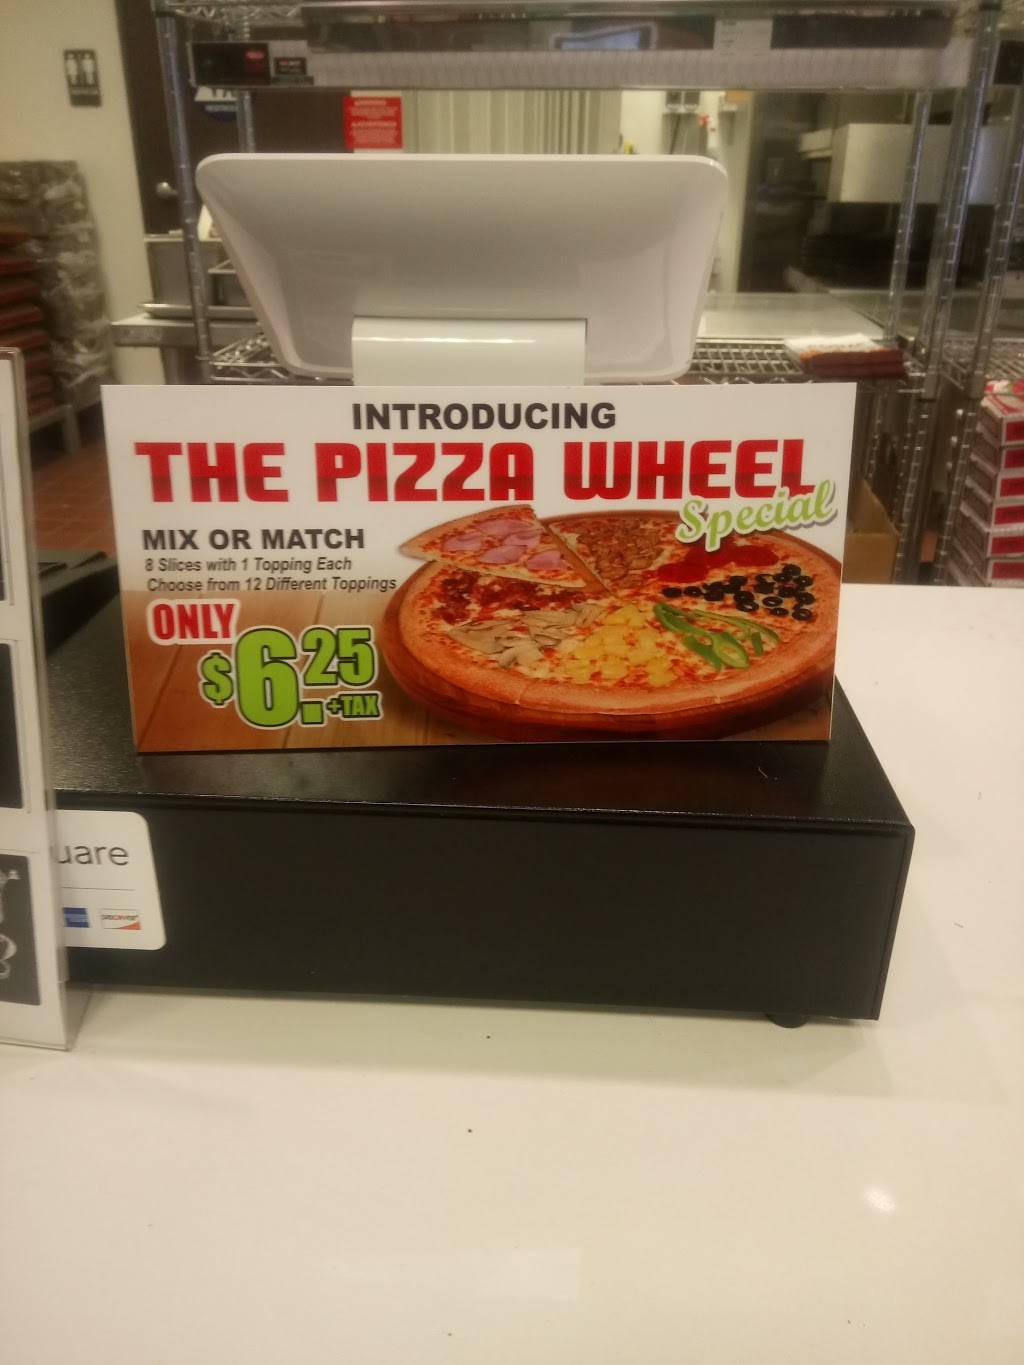 INTRODUCING
THE PIZZA WHEEL
Special
MIX OR MATCH
8 Slices with 1 Topping Each
Choose from 12 Different Toppings
ONLY
$6.25
+TAX
uare
DISCOVER